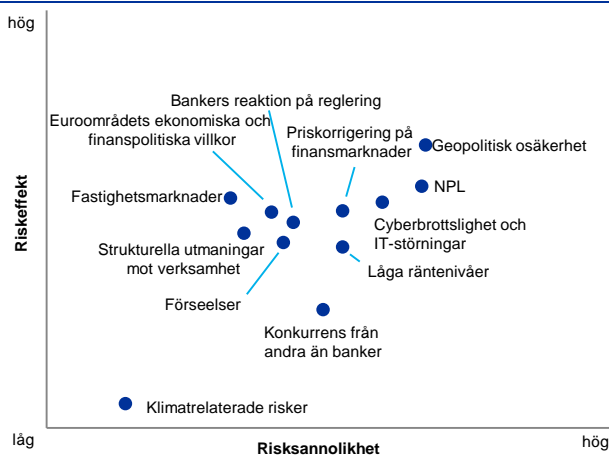 hög
Bankers reaktion på reglering
Euroområdets ekonomiska och
finanspolitiska villkor
Priskorrigering på
finansmarknader
Geopolitisk osäkerhet
NPL
Fastighetsmarknader
Cyberbrottslighet och
IT-störningar
Strukturella utmaningar
mot verksamhet
Låga räntenivåer
Förseelser
Konkurrens från
andra än banker
Klimatrelaterade risker
Riskeffekt
låg
Risksannolikhet
hög